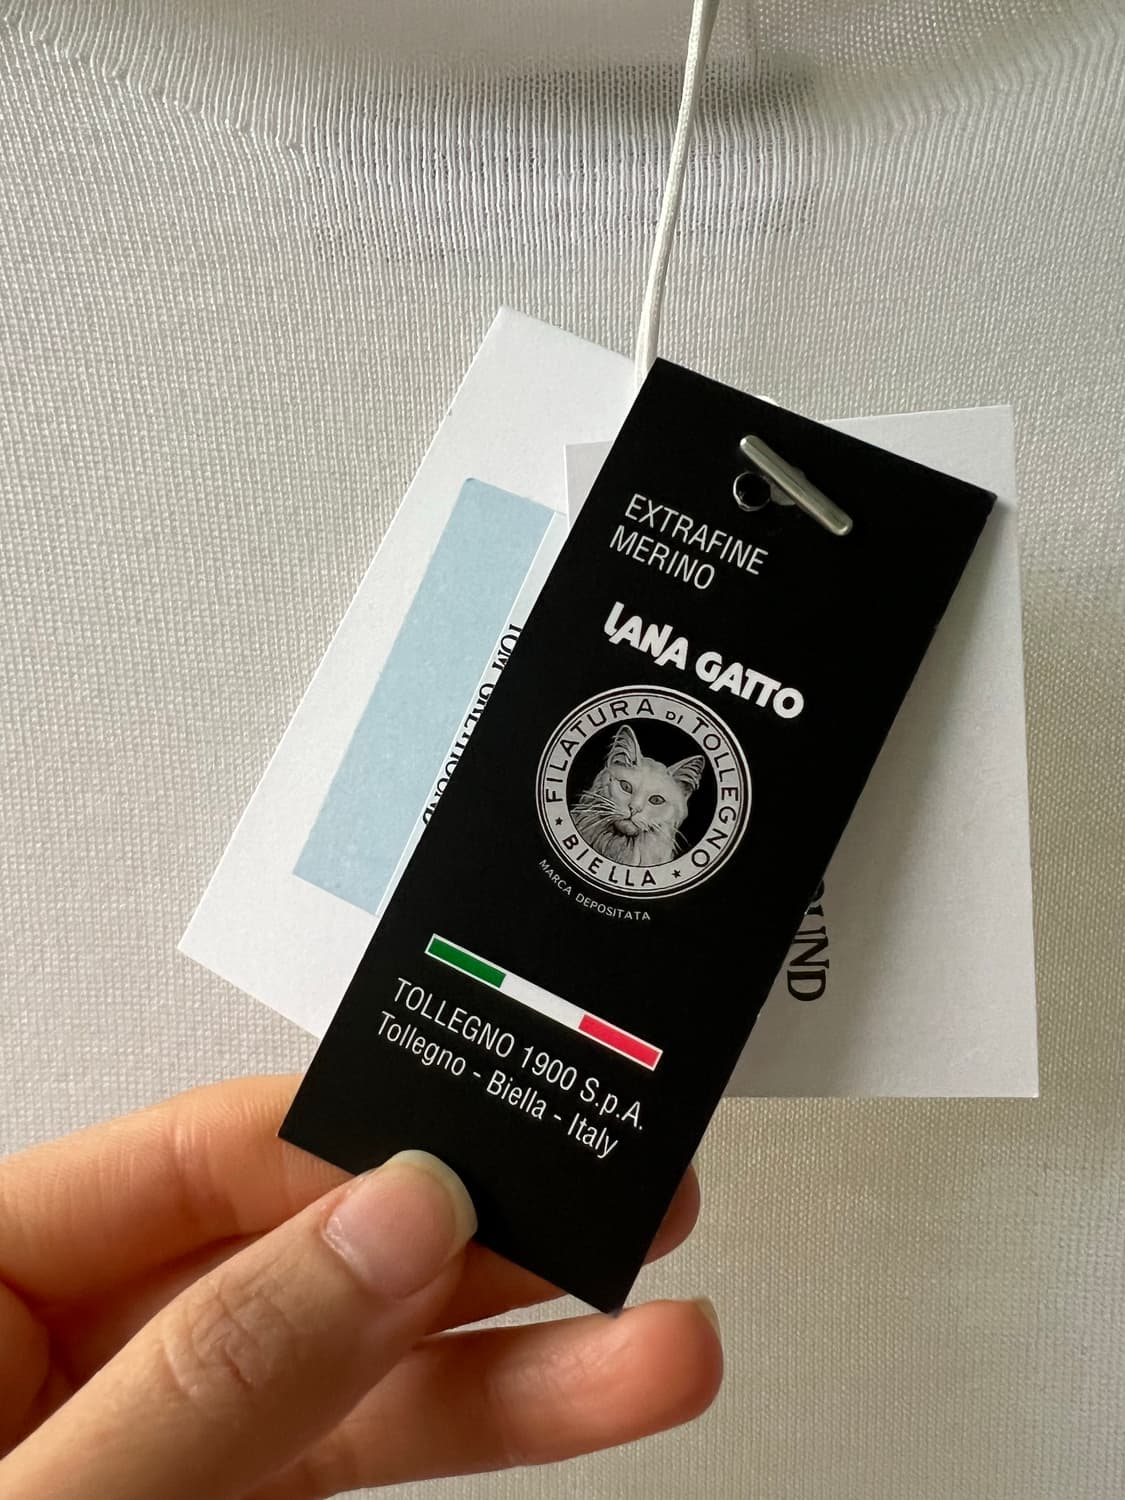 EXTRAFINE
MERINO
LANA GATTO
FILATURA DI TOLLEGNO
★ BIELLA ★
MARCA DEPOSITATA
TOLLEGNO 1900 S.p.A.
Tollegno - Biella - Italy